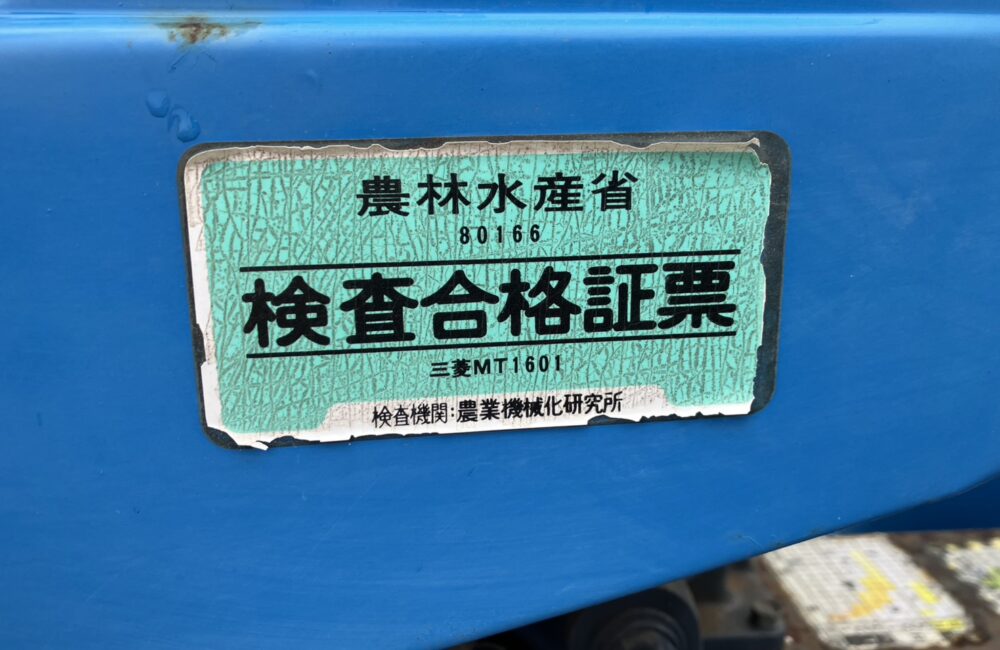 農林水産省
80166
検査合格証票
三菱MT1601
検査機関:農業機械化研究所